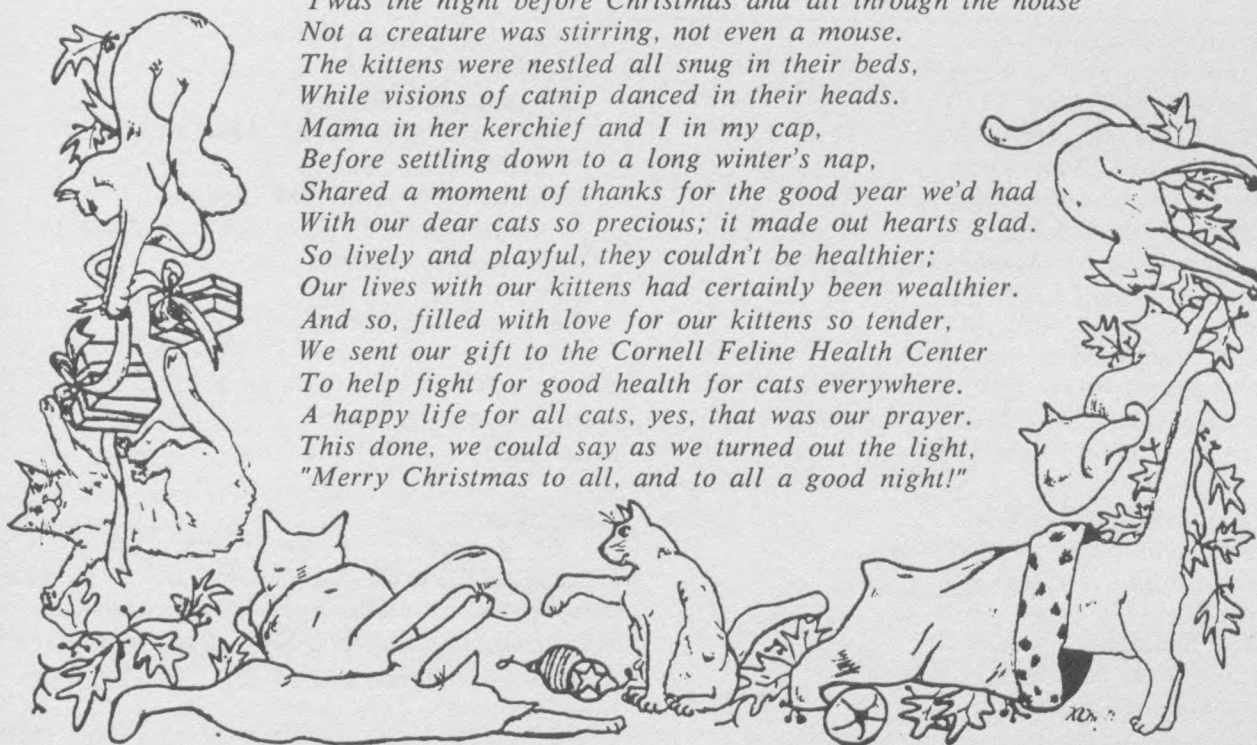 'Twas the night before Christmas and all through the house
Not a creature was stirring, not even a mouse.
The kittens were nestled all snug in their beds,
While visions of catnip danced in their heads.
Mama in her kerchief and I in my cap,
Before settling down to a long winter's nap,
Shared a moment of thanks for the good year we'd had
With our dear cats so precious; it made out hearts glad.
So lively and playful, they couldn't be healthier;
Our lives with our kittens had certainly been wealthier.
And so, filled with love for our kittens so tender,
We sent our gift to the Cornell Feline Health Center
To help fight for good health for cats everywhere.
A happy life for all cats, yes, that was our prayer.
This done, we could say as we turned out the light,
"Merry Christmas to all, and to all a good night!"